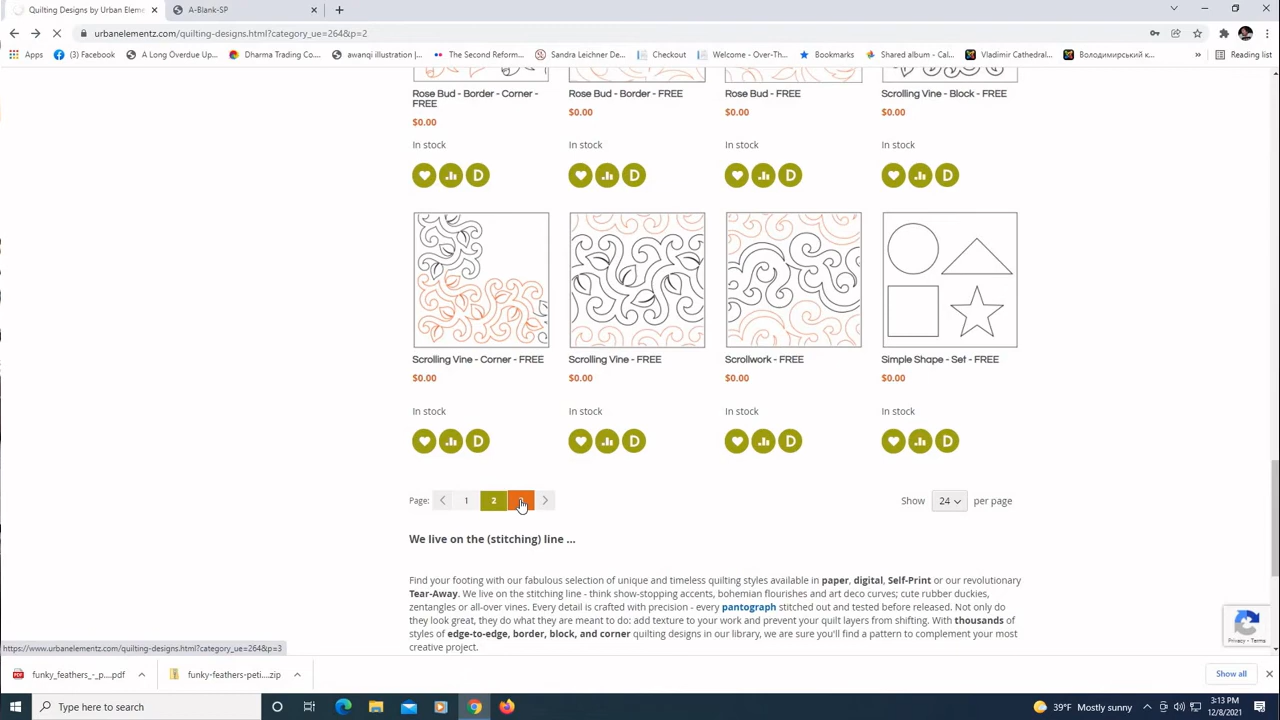 Quilting Designs by Urban Eleme
A-Blank-SP
urbanelementz.com/quilting-designs.html?category_ue=264&p=2
Apps
(3) Facebook
A Long Overdue Up...
Dharma Trading Co...
awanqi illustration |...
The Second Reform...
Sandra Leichner De...
Checkout
Welcome - Over-Th...
Bookmarks
Shared album - Cal...
Vladimir Cathedral...
Володимирський к...
»
Reading list
Rose Bud - Border - Corner - FREE
$0.00
In stock
D
Rose Bud - Border - FREE
$0.00
In stock
D
Rose Bud - FREE
$0.00
In stock
D
Scrolling Vine - Block - FREE
$0.00
In stock
D
Scrolling Vine - Corner - FREE
$0.00
In stock
D
Scrolling Vine - FREE
$0.00
In stock
D
Scrollwork - FREE
$0.00
In stock
D
Simple Shape - Set - FREE
$0.00
In stock
D
Page: 1 2
Show 24 per page
We live on the (stitching) line ...
Find your footing with our fabulous selection of unique and timeless quilting styles available in paper, digital, Self-Print or our revolutionary
Tear-Away. We live on the stitching line - think show-stopping accents, bohemian flourishes and art deco curves; cute rubber duckies,
zentangles or all-over vines. Every detail is crafted with precision - every pantograph stitched out and tested before released. Not only do
they look great, they do what they are meant to do: add texture to your work and prevent your quilt layers from shifting. With thousands of
styles of edge-to-edge, border, block, and corner quilting designs in our library, we are sure you'll find a pattern to complement your most
creative project.
Privacy - Terms
https://www.urbanelementz.com/quilting-designs.html?category_ue=264&p=3
funky_feathers_-_p....pdf
funky-feathers-peti....zip
Show all
Type here to search
39°F Mostly sunny
3:13 PM
12/8/2021